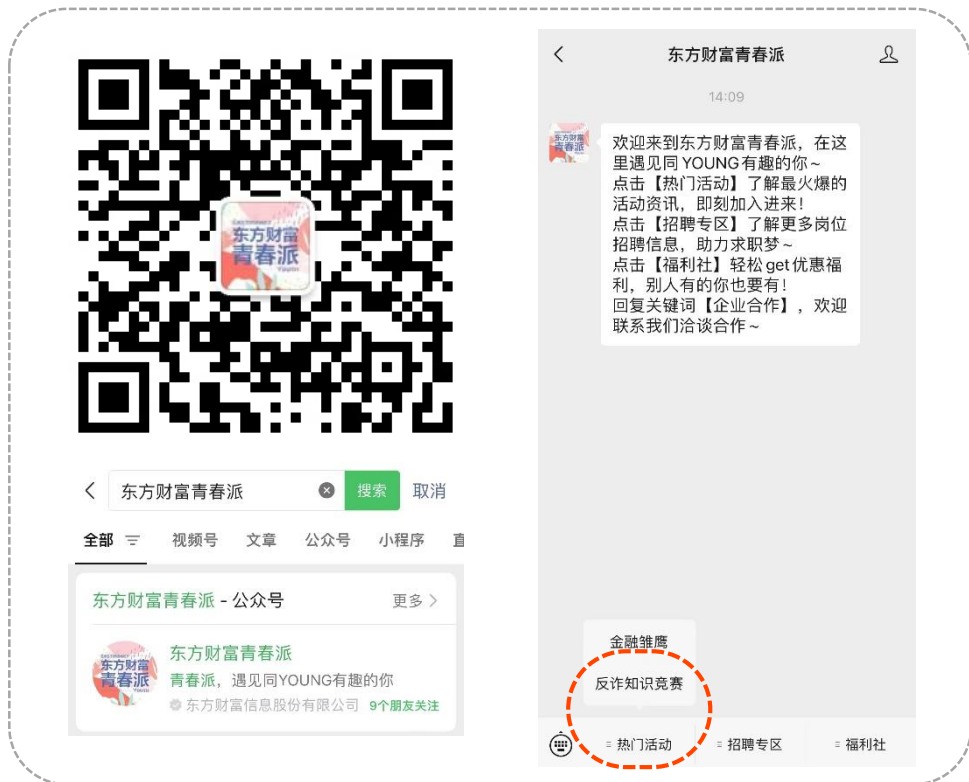 东方财富
青春派
东方财富青春派
搜索
取消
全部
视频号
文章
公众号
小程序
东方财富青春派 - 公众号
更多
东方财富
青春派
东方财富青春派
青春派，遇见同YOUNG有趣的你
东方财富信息股份有限公司 9个朋友关注
东方财富青春派
14:09
东方财富
青春派
欢迎来到东方财富青春派，在这
里遇见同 YOUNG 有趣的你～
点击【热门活动】了解最火爆的
活动资讯，即刻加入进来！
点击【招聘专区】了解更多岗位
招聘信息，助力求职梦～
点击【福利社】轻松 get 优惠福
利，别人有的你也要有！
回复关键词【企业合作】，欢迎
联系我们洽谈合作～
金融雏鹰
反诈知识竞赛
热门活动
招聘专区
福利社